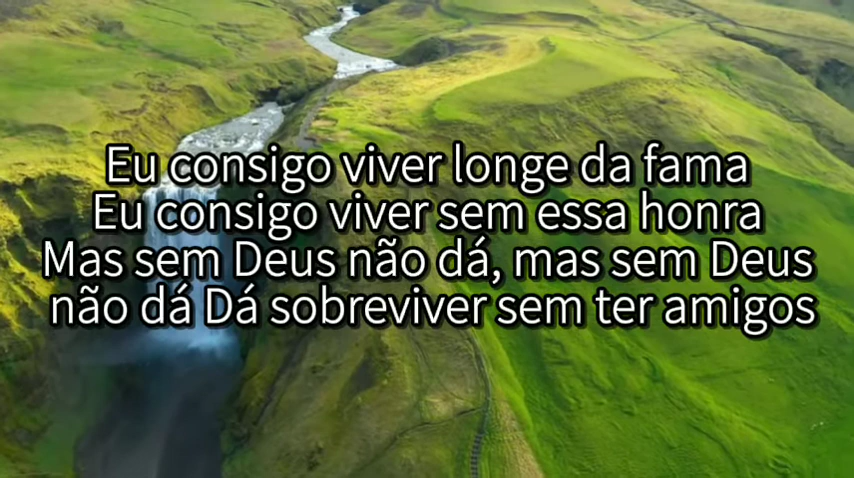 Eu consigo viver longe da fama
Eu consigo viver sem essa honra
Mas sem Deus não dá, mas sem Deus
não dá Dá sobreviver sem ter amigos